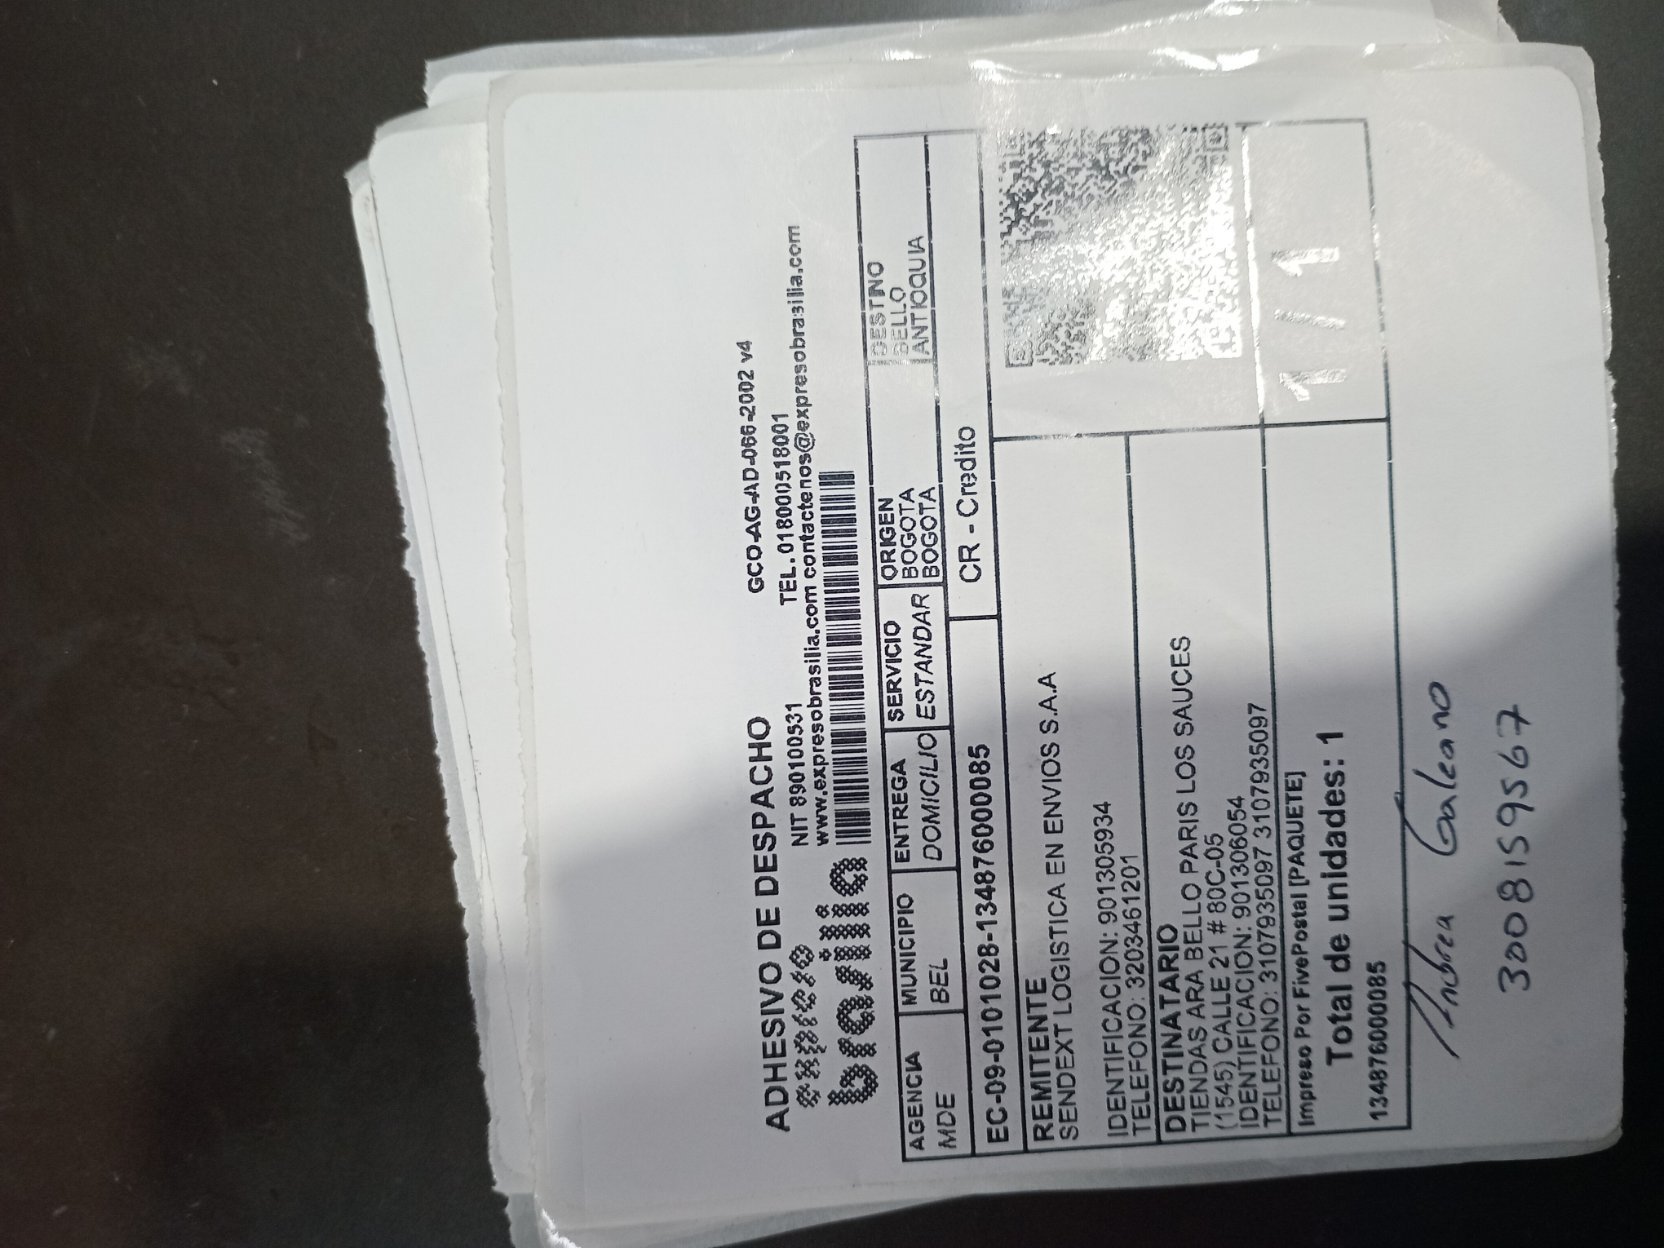 ADHESIVO DE DESPACHO
GCO-AG-AD-066-2002 v4
expreso
brasilia
NIT 890100531
TEL. 018000518001
www.expresobrasilia.com contactenos@expresobrasilia.com
AGENCIA MUNICIPIO ENTREGA SERVICIO ORIGEN DESTINO
MDE BEL DOMICILIO ESTANDAR BOGOTA BELLO
BOGOTA ANTIOQUIA
EC-09-0101028-1348760000085 CR - Credito
REMITENTE
SENDEXT LOGISTICA EN ENVIOS S.A.A
IDENTIFICACION: 901305934
TELEFONO: 3203461201
DESTINATARIO
TIENDAS ARA BELLO PARIS LOS SAUCES
(1545) CALLE 21 # 80C-05
IDENTIFICACION: 901306054
TELEFONO: 3107935097 3107935097
Impreso Por FivePostal [PAQUETE]
Total de unidades: 1
1 / 1
1348760000085
Andrea Galeano
3008159567